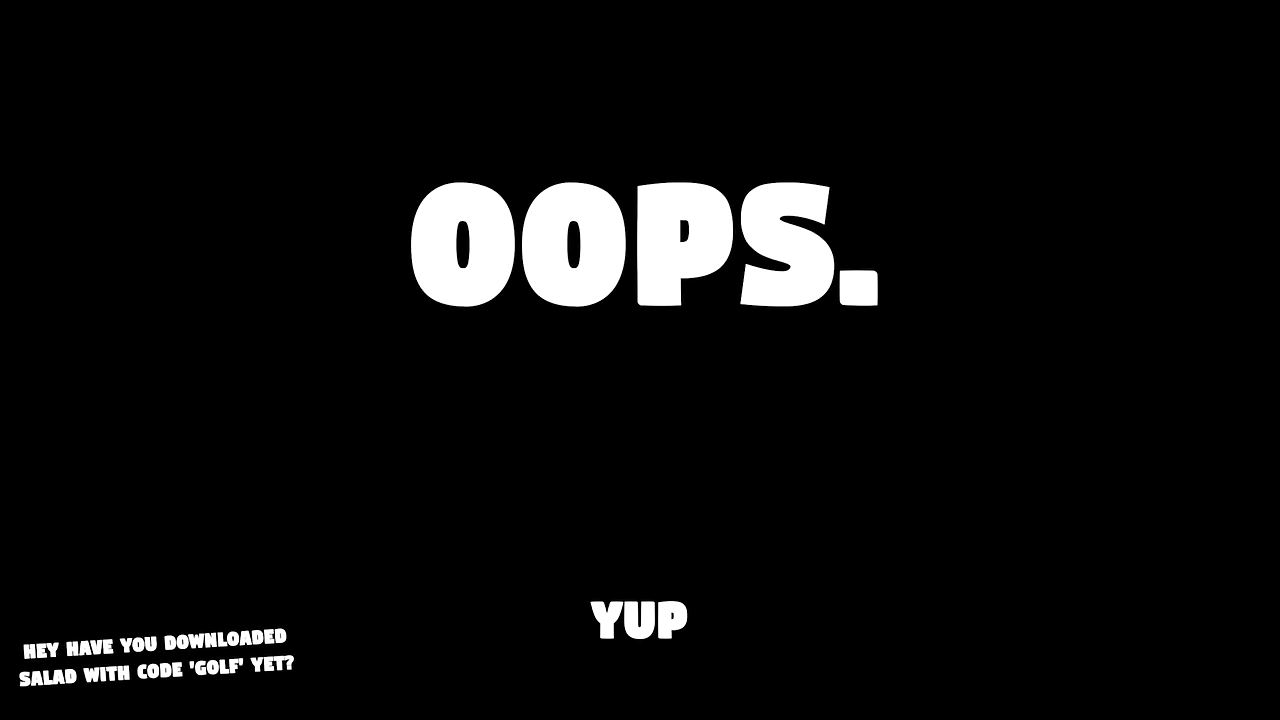 OOPS.
YUP
HEY HAVE YOU DOWNLOADED
SALAD WITH CODE 'GOLF' YET?